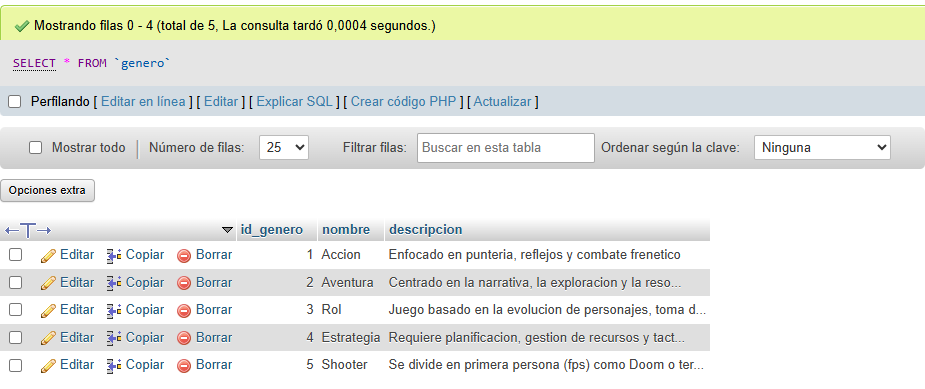 Mostrando filas 0 - 4 (total de 5, La consulta tardó 0,0004 segundos.)
SELECT * FROM `genero`
Perfilando [ Editar en línea ] [ Editar ] [ Explicar SQL ] [ Crear código PHP ] [ Actualizar ]
Mostrar todo Número de filas: 25 Filtrar filas: Buscar en esta tabla Ordenar según la clave: Ninguna
Opciones extra
id_genero nombre descripcion
Editar Copiar Borrar 1 Accion Enfocado en punteria, reflejos y combate frenetico
Editar Copiar Borrar 2 Aventura Centrado en la narrativa, la exploracion y la reso...
Editar Copiar Borrar 3 Rol Juego basado en la evolucion de personajes, toma d...
Editar Copiar Borrar 4 Estrategia Requiere planificacion, gestion de recursos y tact...
Editar Copiar Borrar 5 Shooter Se divide en primera persona (fps) como Doom o ter...